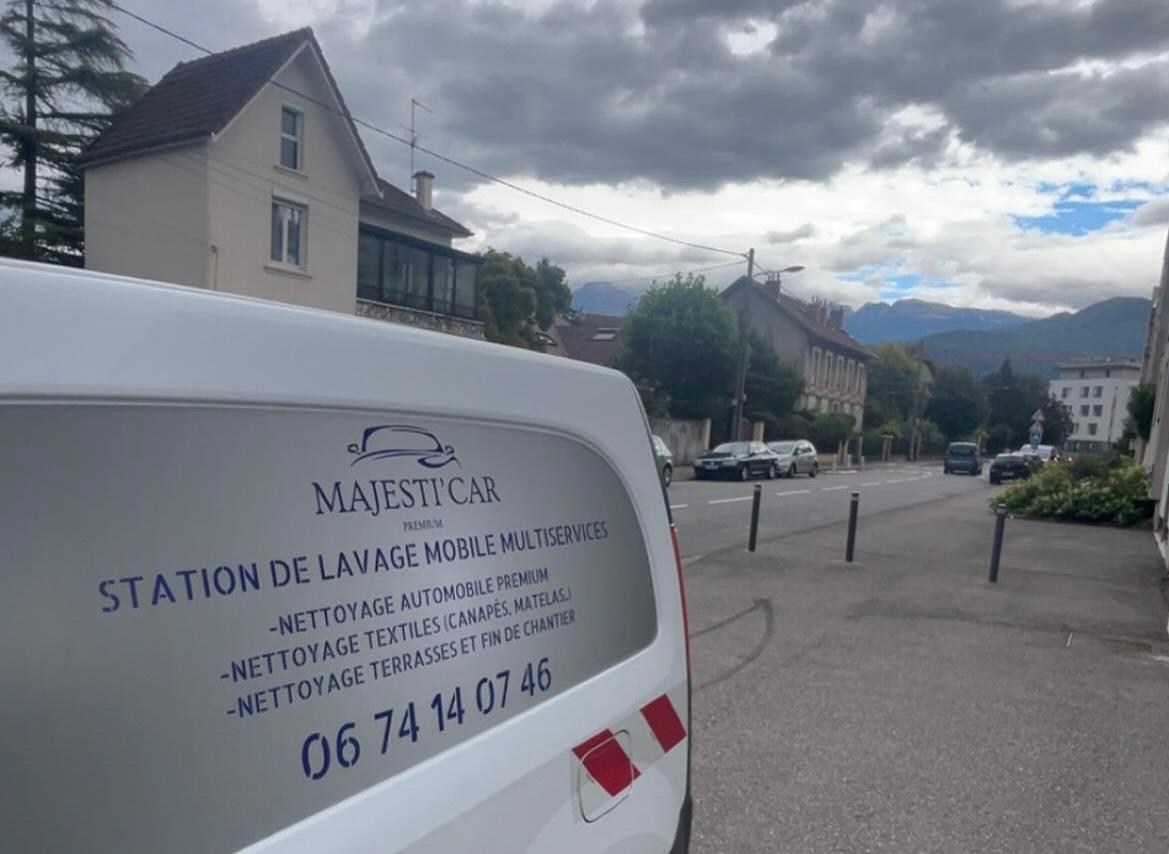 MAJESTI'CAR
PREMIUM
STATION DE LAVAGE MOBILE MULTISERVICES
-NETTOYAGE AUTOMOBILE PREMIUM
-NETTOYAGE TEXTILES (CANAPÉS, MATELAS..)
-NETTOYAGE TERRASSES ET FIN DE CHANTIER
06 74 14 07 46